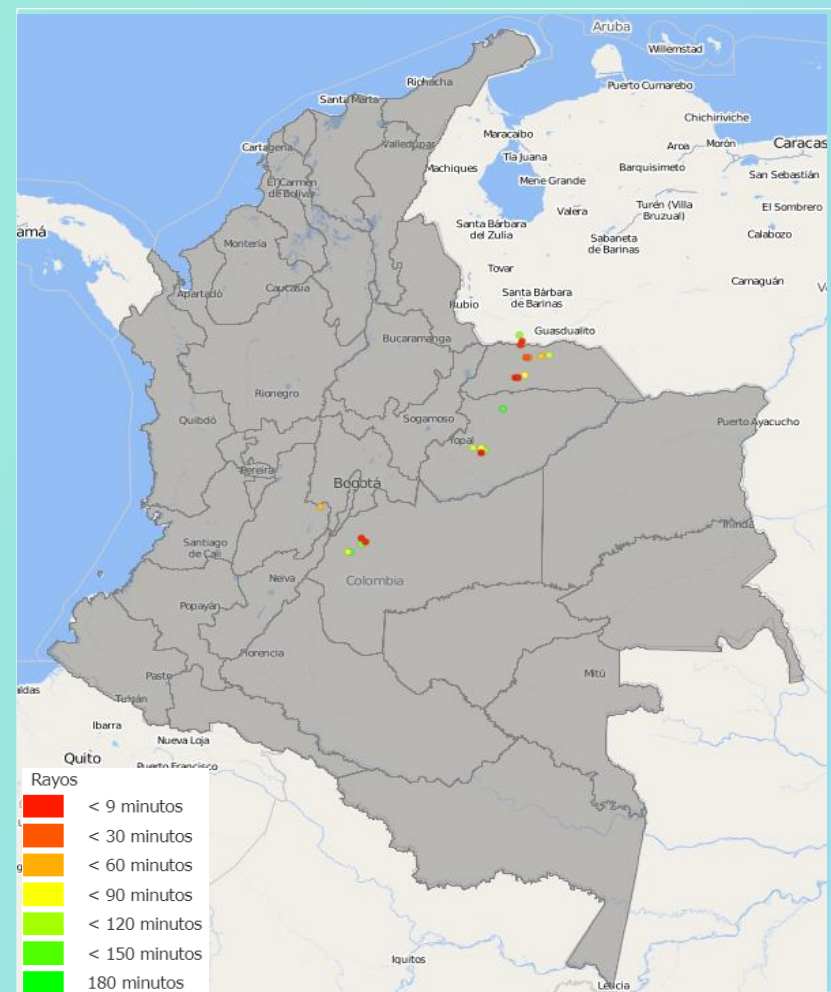 Aruba
Willemstad
Riohacha
Puerto Cumarebo
Santa Marta
Chichiriviche
Cartagena
Valledupar
Maracaibo
Aroa
Morón
Caracas
Tía Juana
Machiques
Barquisimeto
San Sebastián
El Carmen
de Bolívar
Mene Grande
Valera
Turén (Villa
Bruzual)
El Sombrero
Santa Bárbara
del Zulia
Montería
Sabaneta
de Barinas
Calabozo
amá
Tovar
Camaguán
Apartadó
Caucasia
Santa Bárbara
de Barinas
Rubio
Guasdualito
Bucaramanga
Rionegro
Quibdó
Sogamoso
Puerto Ayacucho
Yopal
Pereira
Bogotá
Inírida
Santiago
de Cali
Neiva
Colombia
Popayán
Florencia
Mitú
Pasto
Tulcán
Ibarra
Nueva Loja
Quito
Puerto Francisco
Rayos
< 9 minutos
< 30 minutos
< 60 minutos
< 90 minutos
< 120 minutos
< 150 minutos
180 minutos
Iquitos
Leticia